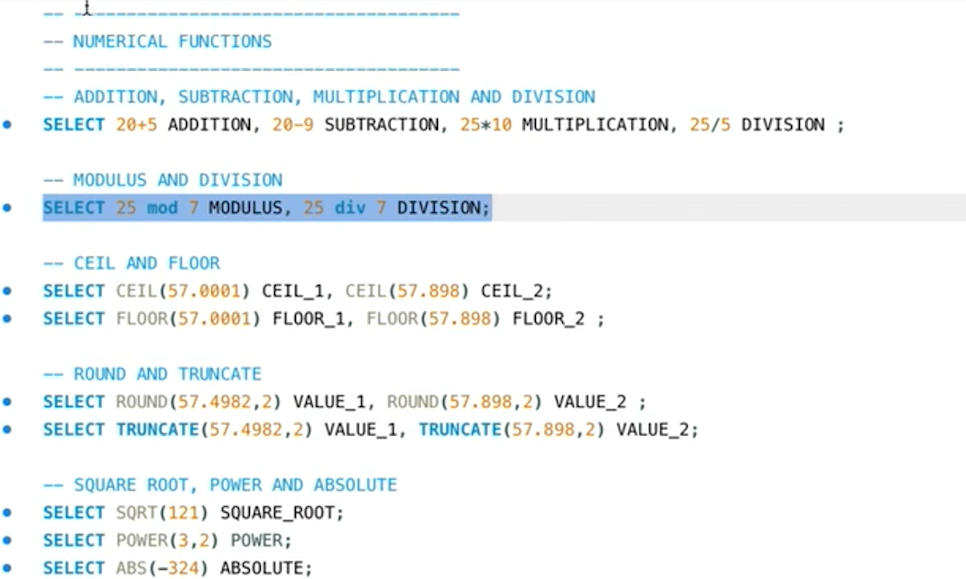 -- -------------------------------------
-- NUMERICAL FUNCTIONS
-- -------------------------------------
-- ADDITION, SUBTRACTION, MULTIPLICATION AND DIVISION
SELECT 20+5 ADDITION, 20-9 SUBTRACTION, 25*10 MULTIPLICATION, 25/5 DIVISION ;
-- MODULUS AND DIVISION
SELECT 25 mod 7 MODULUS, 25 div 7 DIVISION;
-- CEIL AND FLOOR
SELECT CEIL(57.0001) CEIL_1, CEIL(57.898) CEIL_2;
SELECT FLOOR(57.0001) FLOOR_1, FLOOR(57.898) FLOOR_2 ;
-- ROUND AND TRUNCATE
SELECT ROUND(57.4982,2) VALUE_1, ROUND(57.898,2) VALUE_2 ;
SELECT TRUNCATE(57.4982,2) VALUE_1, TRUNCATE(57.898,2) VALUE_2;
-- SQUARE ROOT, POWER AND ABSOLUTE
SELECT SQRT(121) SQUARE_ROOT;
SELECT POWER(3,2) POWER;
SELECT ABS(-324) ABSOLUTE;